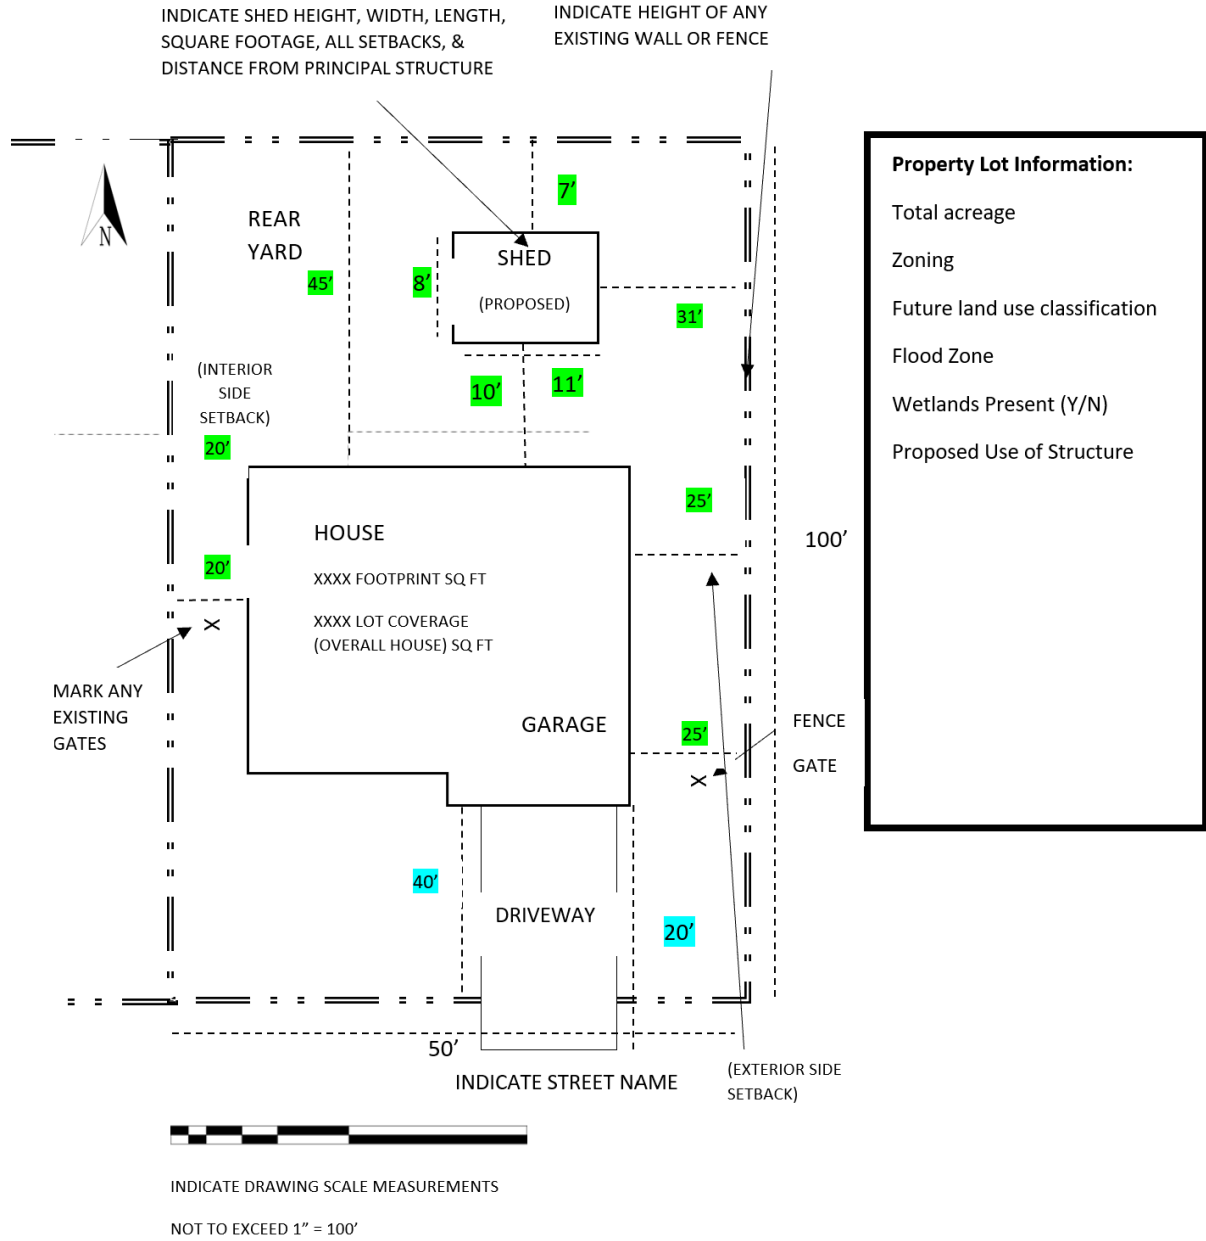 INDICATE SHED HEIGHT, WIDTH, LENGTH,
SQUARE FOOTAGE, ALL SETBACKS, &
DISTANCE FROM PRINCIPAL STRUCTURE
INDICATE HEIGHT OF ANY
EXISTING WALL OR FENCE
N
REAR
YARD
7’
SHED
(PROPOSED)
45’
8’
31’
10’
11’
(INTERIOR
SIDE
SETBACK)
20’
25’
HOUSE
XXXX FOOTPRINT SQ FT
XXXX LOT COVERAGE
(OVERALL HOUSE) SQ FT
20’
X
100’
MARK ANY
EXISTING
GATES
GARAGE
25’
X
FENCE
GATE
40’
DRIVEWAY
20’
50’
INDICATE STREET NAME
(EXTERIOR SIDE
SETBACK)
INDICATE DRAWING SCALE MEASUREMENTS
NOT TO EXCEED 1” = 100’
Property Lot Information:
Total acreage
Zoning
Future land use classification
Flood Zone
Wetlands Present (Y/N)
Proposed Use of Structure